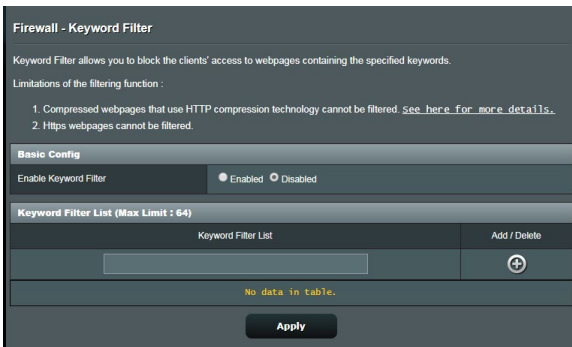 Firewall - Keyword Filter
Keyword Filter allows you to block the clients' access to webpages containing the specified keywords.
Limitations of the filtering function :
1. Compressed webpages that use HTTP compression technology cannot be filtered. See here for more details.
2. Https webpages cannot be filtered.
Basic Config
Enable Keyword Filter Enabled Disabled
Keyword Filter List (Max Limit : 64)
Keyword Filter List Add / Delete
No data in table.
Apply